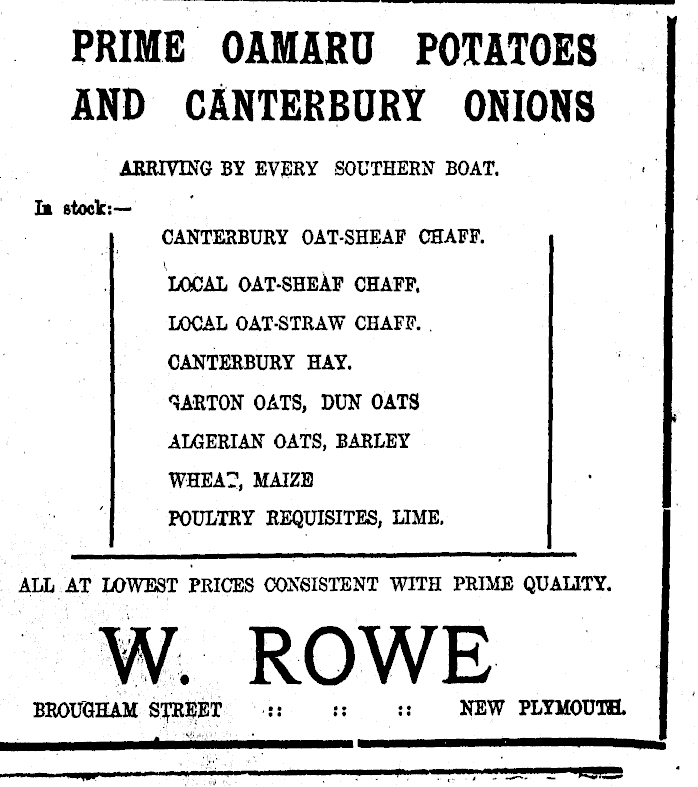 PRIME OAMARU POTATOES
AND CANTERBURY ONIONS
ARRIVING BY EVERY SOUTHERN BOAT.
In stock:—
CANTERBURY OAT-SHEAF CHAFF.
LOCAL OAT-SHEAF CHAFF.
LOCAL OAT-STRAW CHAFF.
CANTERBURY HAY.
GARTON OATS, DUN OATS
ALGERIAN OATS, BARLEY
WHEAT, MAIZE
POULTRY REQUISITES, LIME.
ALL AT LOWEST PRICES CONSISTENT WITH PRIME QUALITY.
W. ROWE
BROUGHAM STREET :: :: :: NEW PLYMOUTH.